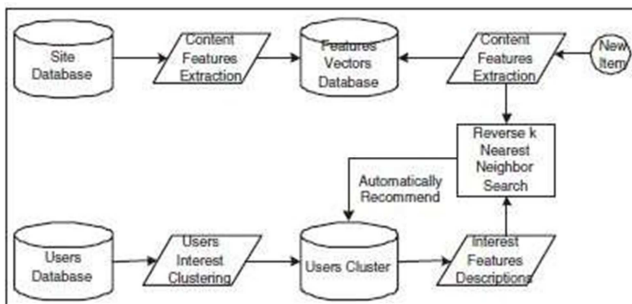 Site
Database
Content
Features
Extraction
Features
Vectors
Database
Content
Features
Extraction
New
Item
Reverse k
Nearest
Neighbor
Search
Automatically
Recommend
Users
Database
Users
Interest
Clustering
Users Cluster
Interest
Features
Descriptions